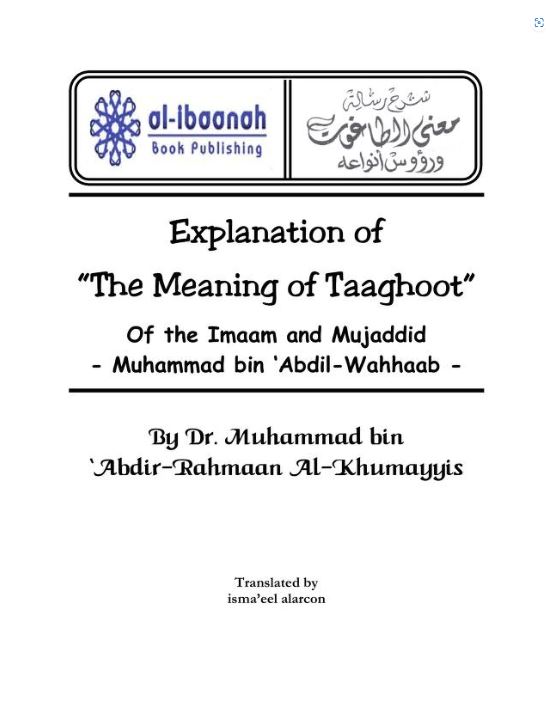 al-ibaanah
Book Publishing
شرح رسالة
معنى الطاغوت
ورؤوس أنواعه
Explanation of
“The Meaning of Taaghoot”
Of the Imaam and Mujaddid
- Muhammad bin ‘Abdil-Wahhaab -
By Dr. Muhammad bin
‘Abdir-Rahmaan Al-Khumayyis
Translated by
isma’eel alarcon